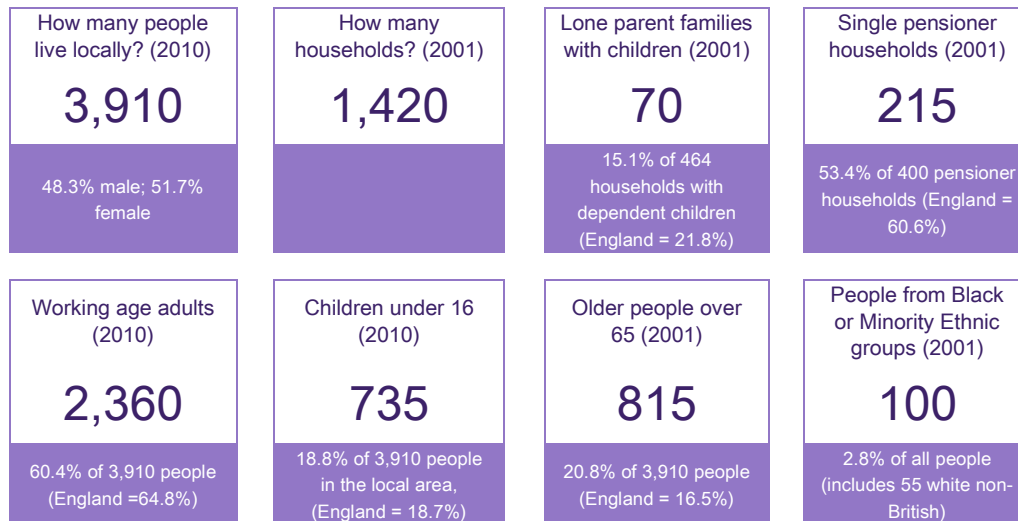 How many people
live locally? (2010)
3,910
48.3% male; 51.7%
female
How many
households? (2001)
1,420
Lone parent families
with children (2001)
70
15.1% of 464
households with
dependent children
(England = 21.8%)
Single pensioner
households (2001)
215
53.4% of 400 pensioner
households (England =
60.6%)
Working age adults
(2010)
2,360
60.4% of 3,910 people
(England =64.8%)
Children under 16
(2010)
735
18.8% of 3,910 people
in the local area,
(England = 18.7%)
Older people over
65 (2001)
815
20.8% of 3,910 people
(England = 16.5%)
People from Black
or Minority Ethnic
groups (2001)
100
2.8% of all people
(includes 55 white non-
British)